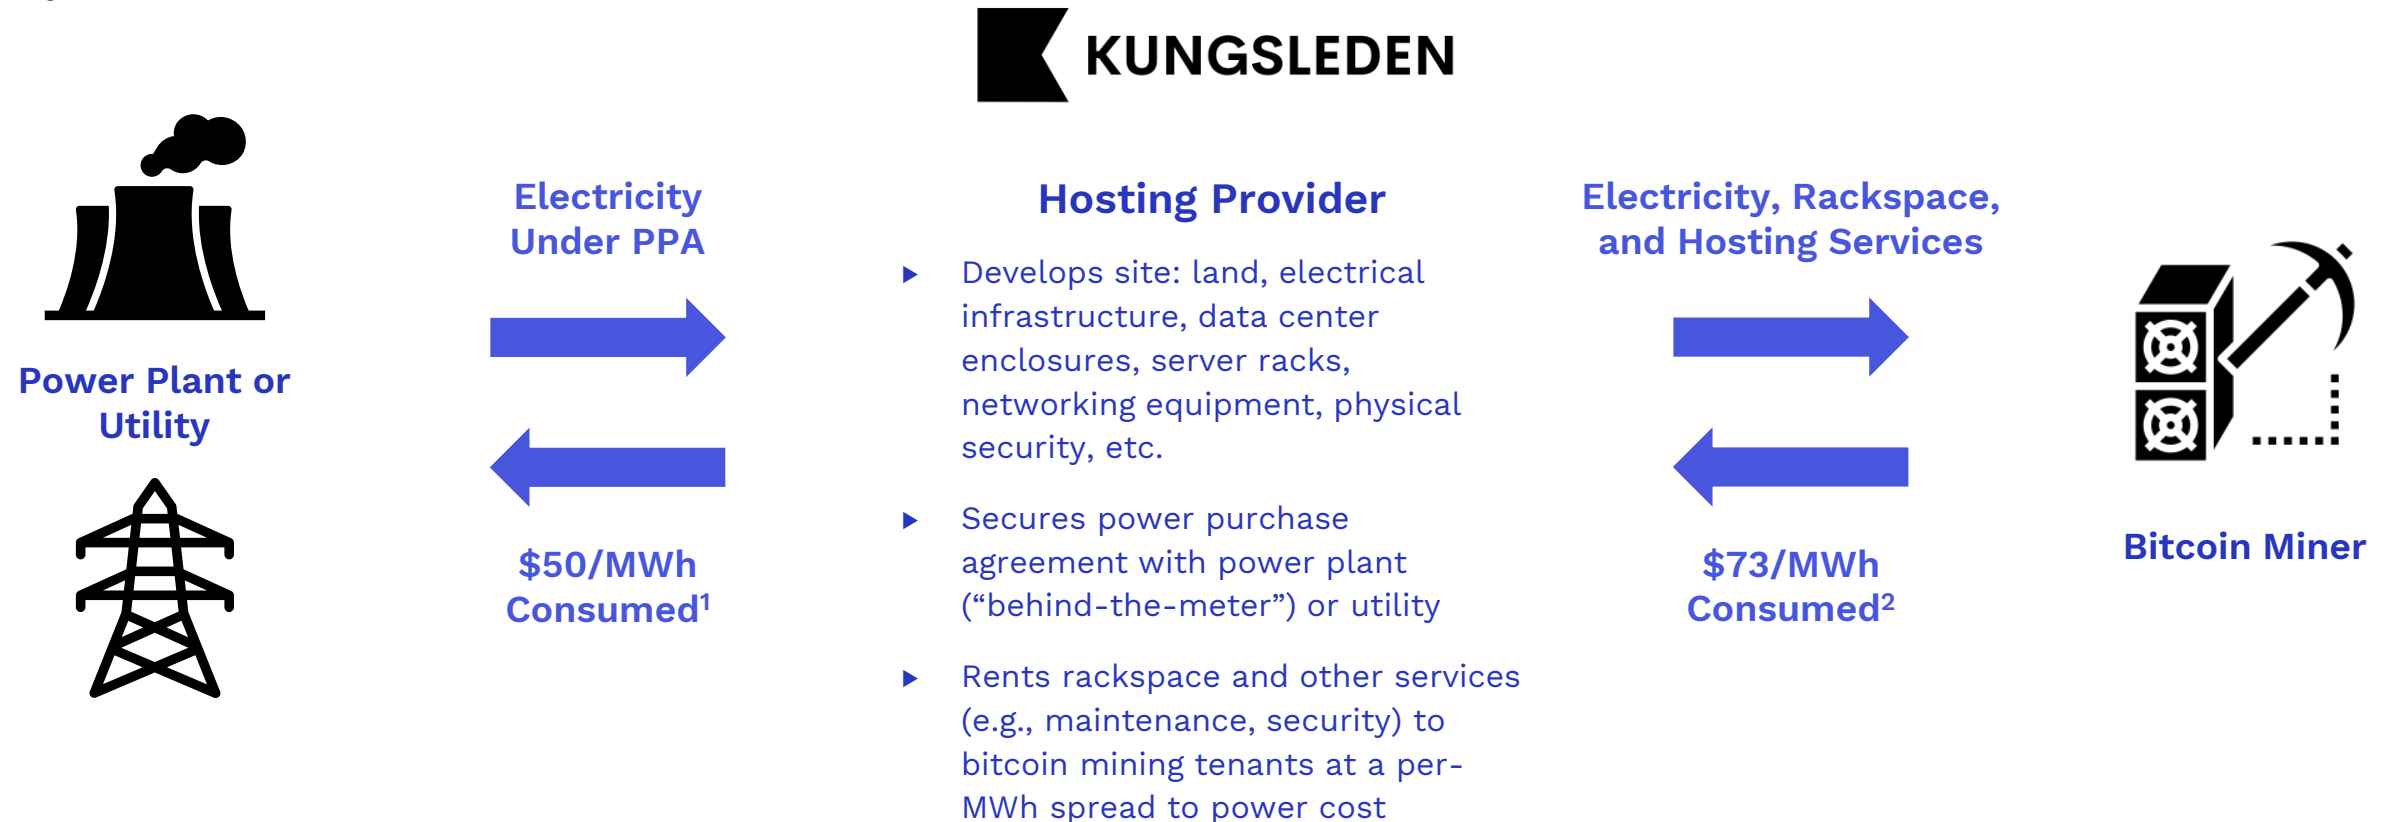 KUNGSLEDEN
Power Plant or
Utility
Electricity
Under PPA
$50/MWh
Consumed¹
Hosting Provider
Develops site: land, electrical
infrastructure, data center
enclosures, server racks,
networking equipment, physical
security, etc.
Secures power purchase
agreement with power plant
(“behind-the-meter”) or utility
Rents rackspace and other services
(e.g., maintenance, security) to
bitcoin mining tenants at a per-
MWh spread to power cost
Electricity, Rackspace,
and Hosting Services
$73/MWh
Consumed²
Bitcoin Miner